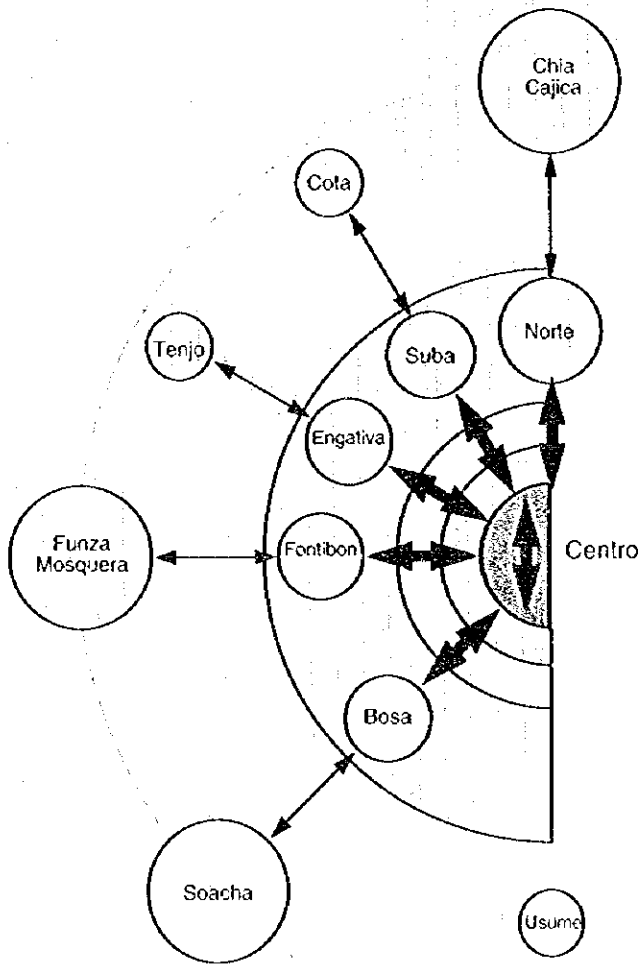 Chia
Cajica
Cota
Norte
Suba
Tenjo
Engativa
Funza
Mosquera
Fontibon
Centro
Bosa
Soacha
Usume